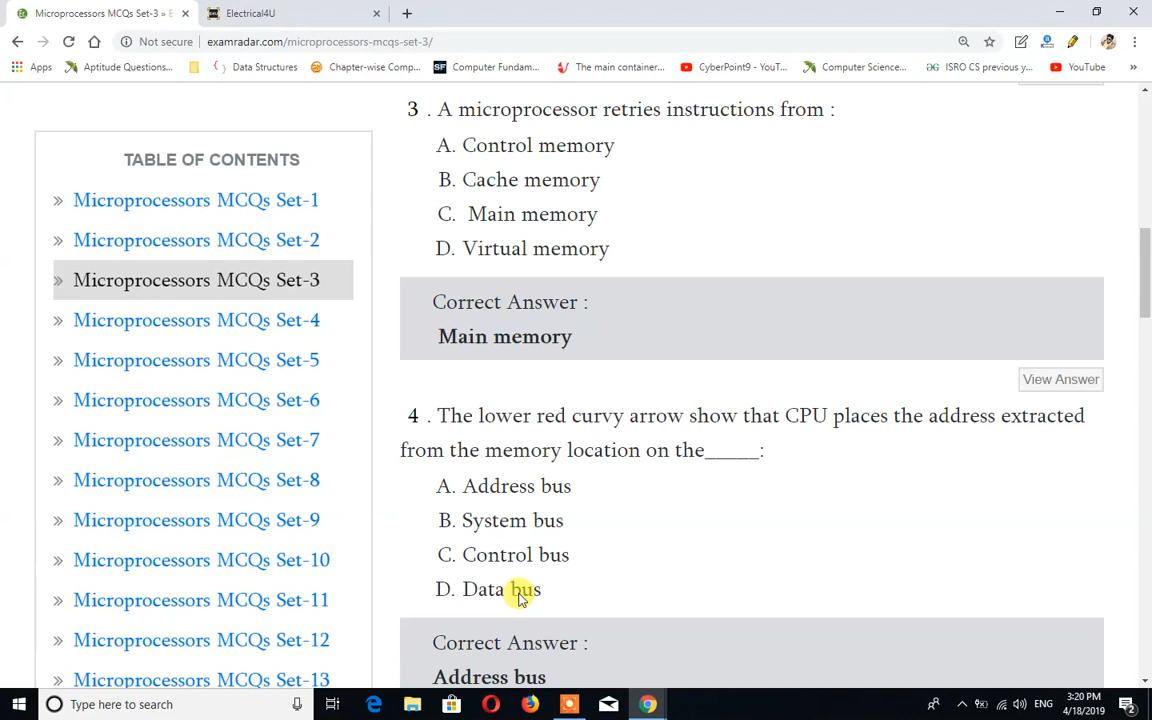 Microprocessors MCQs Set-3 » E
Electrical4U
Not secure | examradar.com/microprocessors-mcqs-set-3/
Apps
Aptitude Questions...
Data Structures
Chapter-wise Comp...
Computer Fundam...
The main container...
CyberPoint9 - YouT...
Computer Science...
ISRO CS previous y...
YouTube
TABLE OF CONTENTS
Microprocessors MCQs Set-1
Microprocessors MCQs Set-2
Microprocessors MCQs Set-3
Microprocessors MCQs Set-4
Microprocessors MCQs Set-5
Microprocessors MCQs Set-6
Microprocessors MCQs Set-7
Microprocessors MCQs Set-8
Microprocessors MCQs Set-9
Microprocessors MCQs Set-10
Microprocessors MCQs Set-11
Microprocessors MCQs Set-12
Microprocessors MCQs Set-13
3 . A microprocessor retries instructions from :
A. Control memory
B. Cache memory
C. Main memory
D. Virtual memory
Correct Answer :
Main memory
View Answer
4 . The lower red curvy arrow show that CPU places the address extracted
from the memory location on the_____:
A. Address bus
B. System bus
C. Control bus
D. Data bus
Correct Answer :
Address bus
Type here to search
ENG
3:20 PM
4/18/2019
2